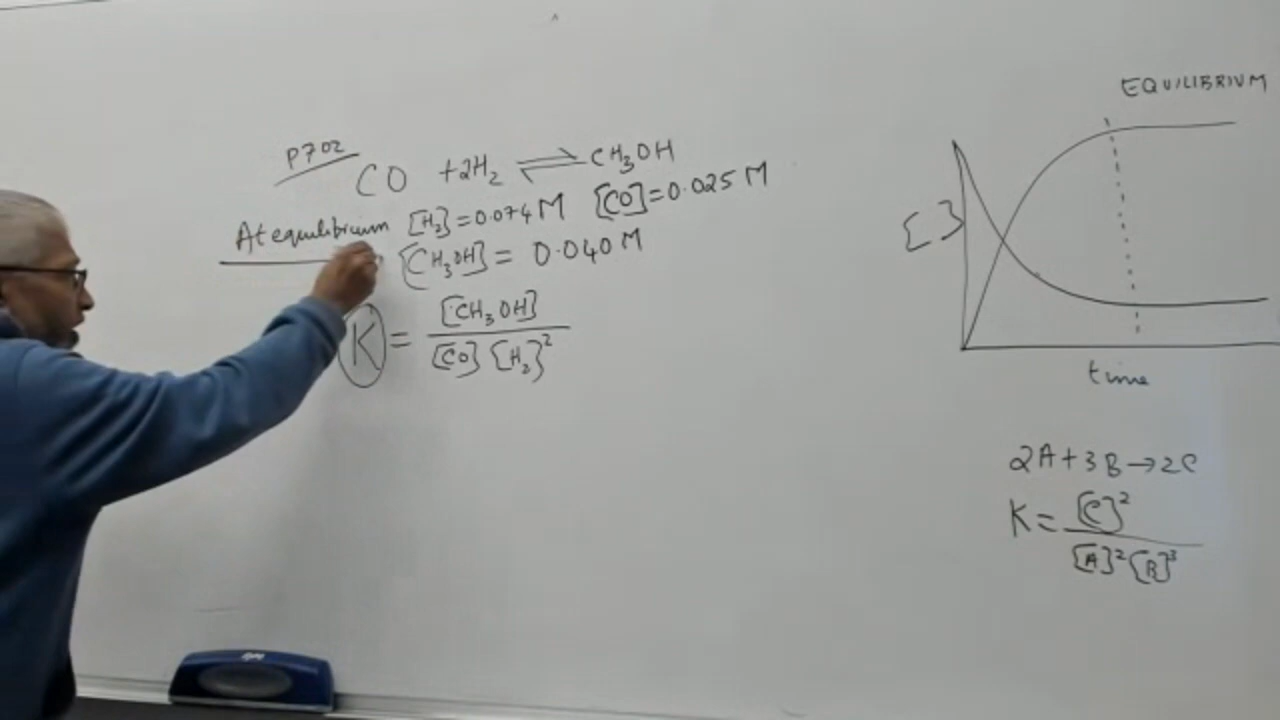 P702
CO + 2H₂ ⇌ CH₃OH
At equilibrium [H₂] = 0.074 M [CO] = 0.025 M
[CH₃OH] = 0.040 M
K = [CH₃OH] / [CO] [H₂]²
EQUILIBRIUM
[ ]
time
2A + 3B → 2C
K = [C]² / [A]² [B]³